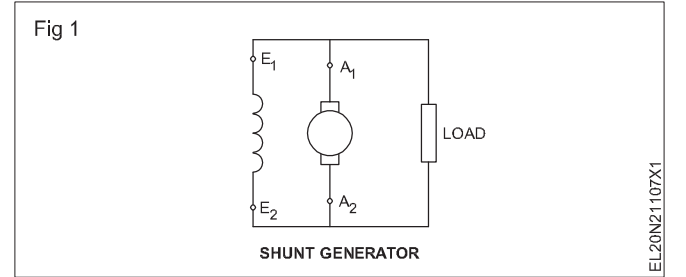 Fig 1
E1
A1
LOAD
E2
A2
SHUNT GENERATOR
EL20N21107X1